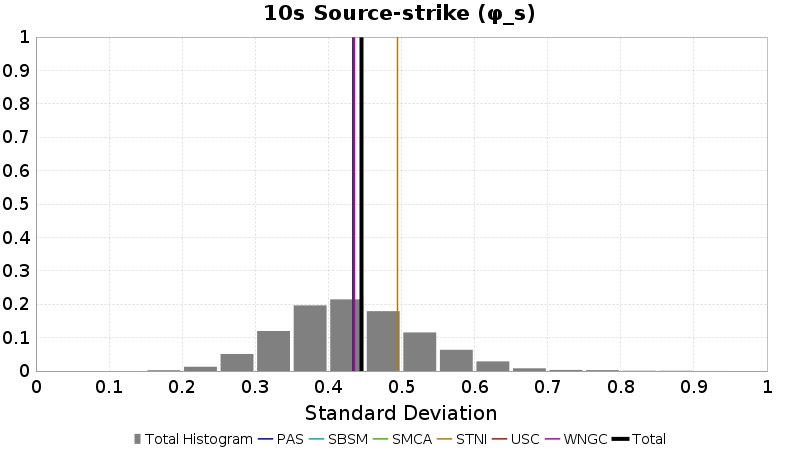 10s Source-strike (φ_s)
1
0.9
0.8
0.7
0.6
0.5
0.4
0.3
0.2
0.1
0
0 0.1 0.2 0.3 0.4 0.5 0.6 0.7 0.8 0.9 1
Standard Deviation
Total Histogram PAS SBSM SMCA STNI USC WNGC Total